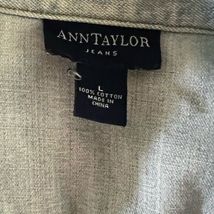 ANNTAYLOR
JEANS
L
100% COTTON
MADE IN
CHINA